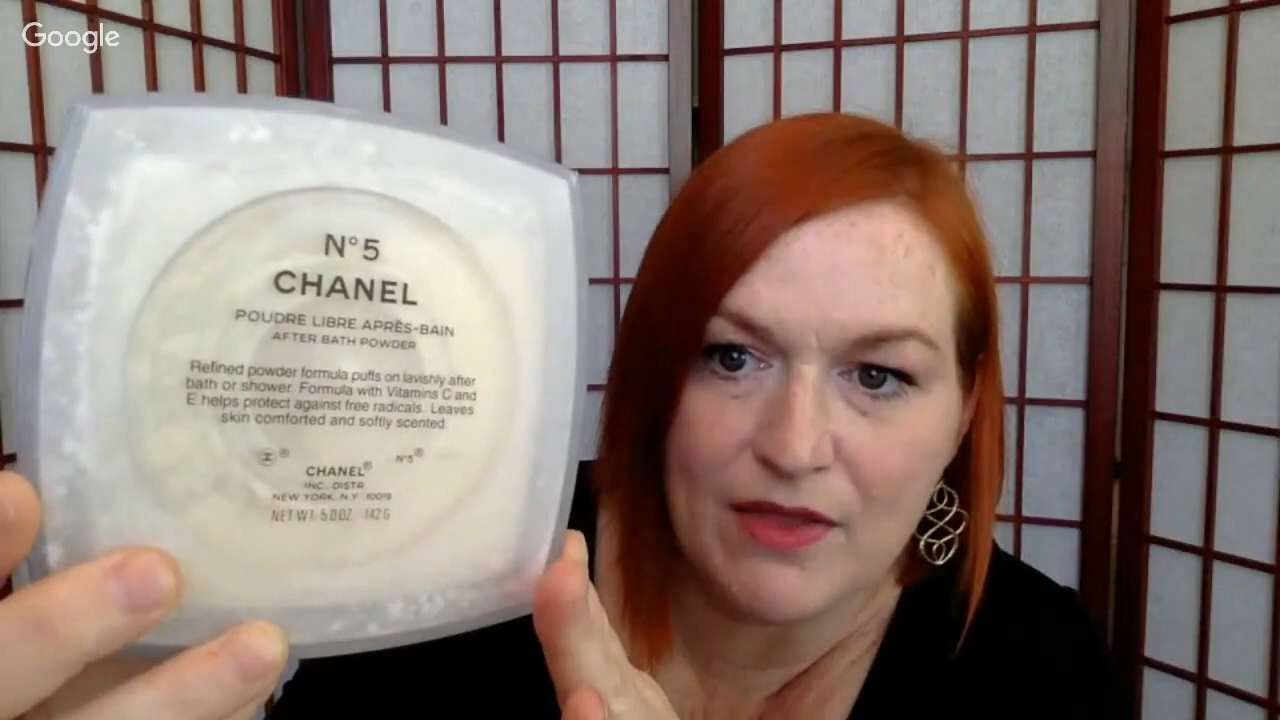 Google
N°5
CHANEL
POUDRE LIBRE APRÈS-BAIN
AFTER BATH POWDER
Refined powder formula puffs on lavishly after
bath or shower. Formula with Vitamins C and
E helps protect against free radicals. Leaves
skin comforted and softly scented.
® N°5®
CHANEL®
INC. DISTR
NEW YORK, N.Y. 10019
NET WT. 5.0 OZ. 142 G